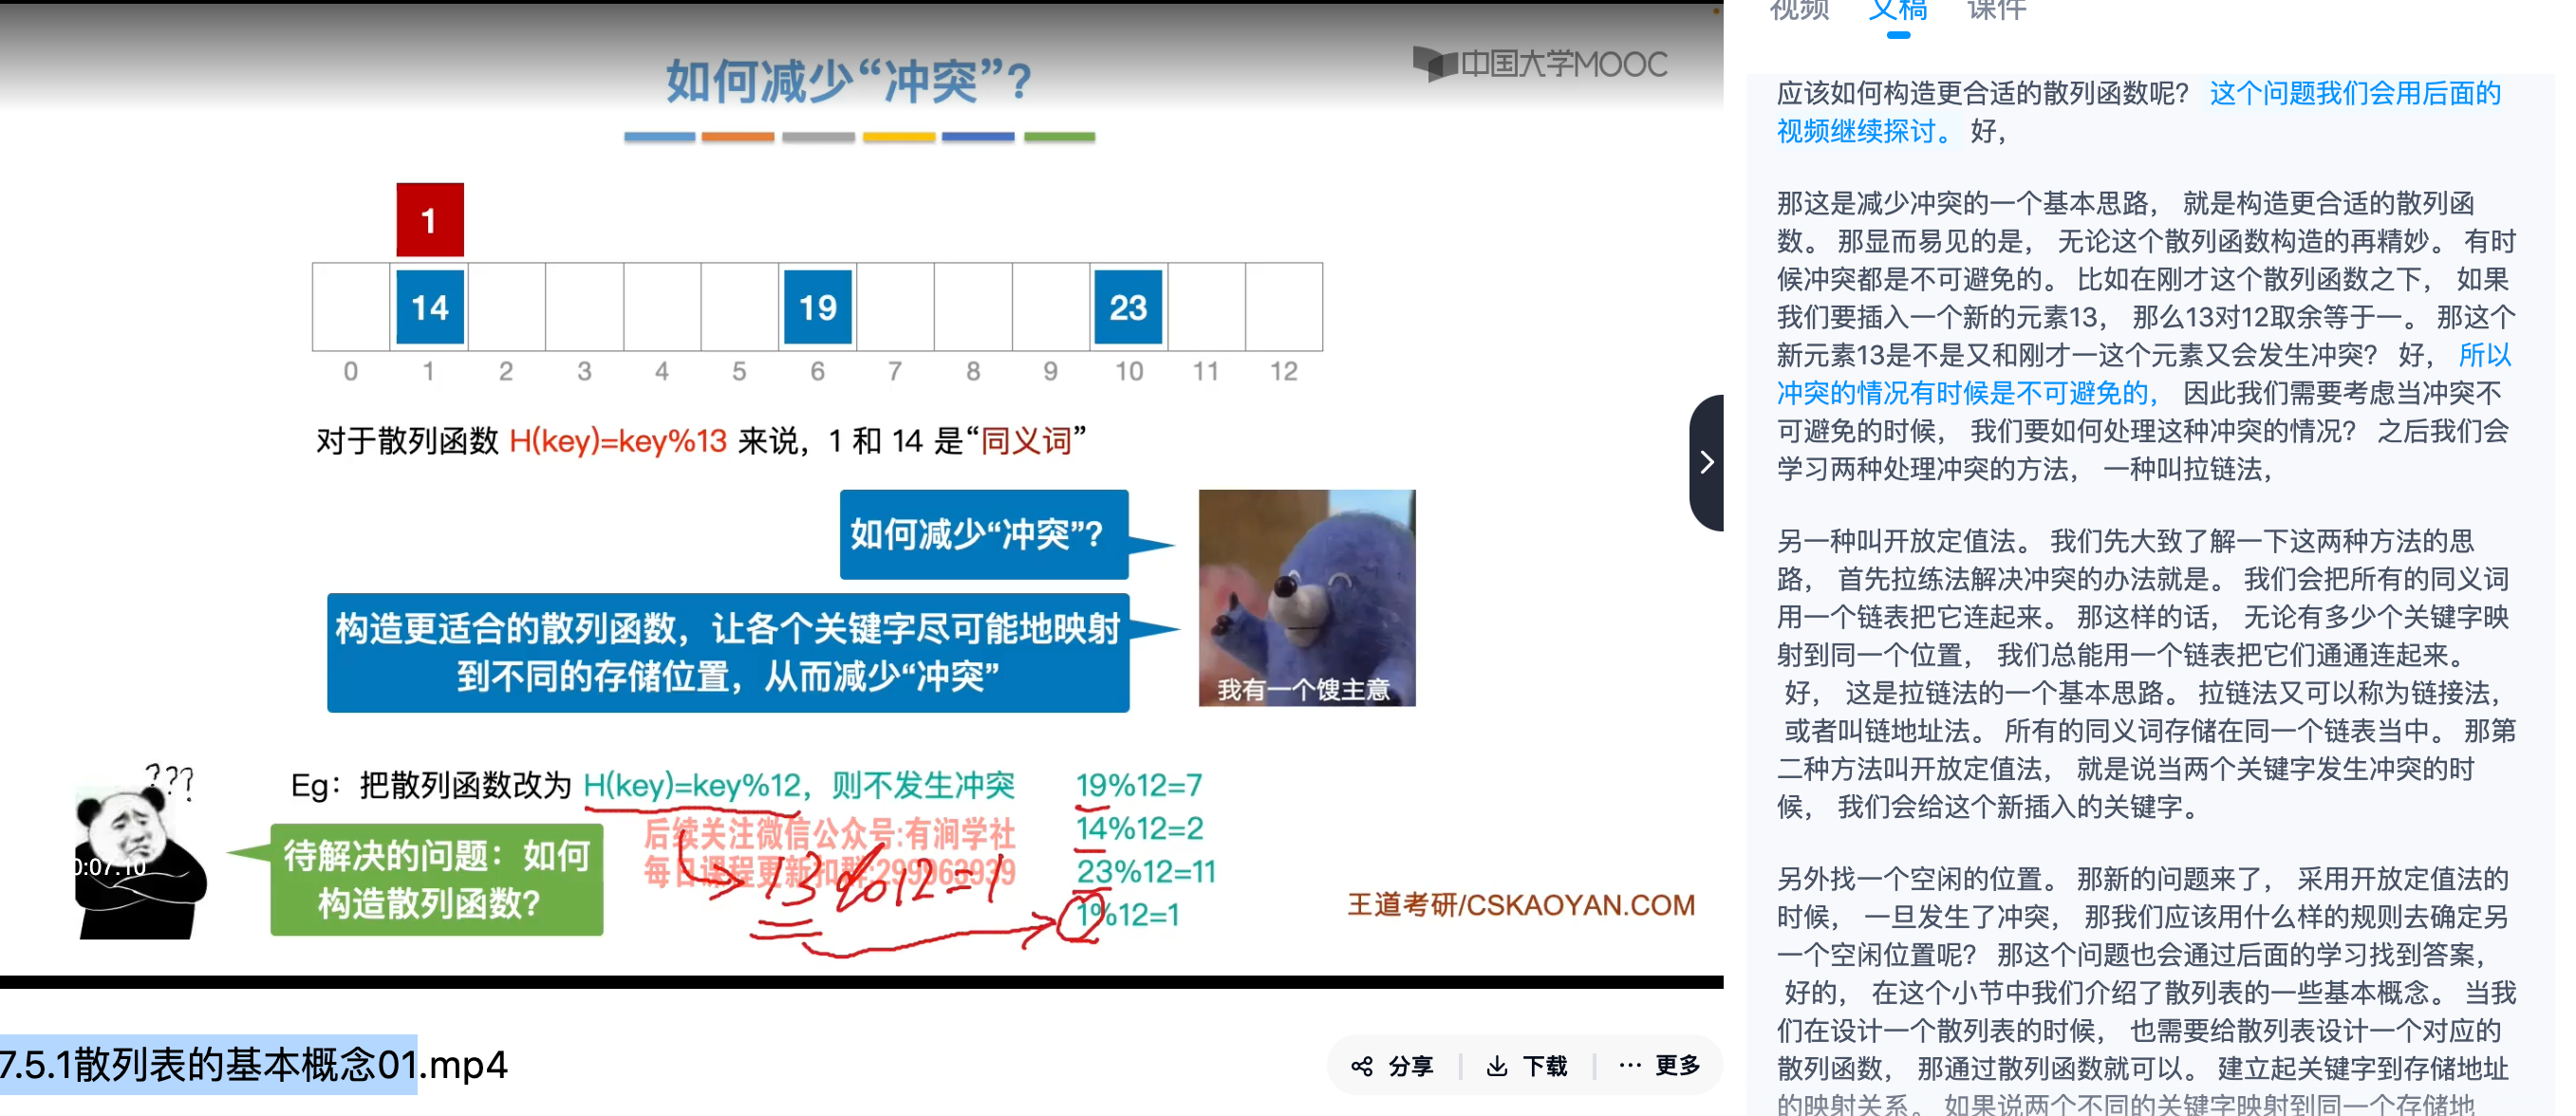 如何减少“冲突”?
中国大学MOOC
1
14 19 23
0 1 2 3 4 5 6 7 8 9 10 11 12
对于散列函数 H(key)=key%13 来说，1 和 14 是“同义词”
如何减少“冲突”？
构造更适合的散列函数，让各个关键字尽可能地映射
到不同的存储位置，从而减少“冲突”
我有一个馊主意
???
0:07:10
Eg：把散列函数改为 H(key)=key%12，则不发生冲突
19%12=7
14%12=2
23%12=11
1%12=1
后续关注微信公众号:有涧学社
每日课程更新扣群:299963939
13%12=1
待解决的问题：如何
构造散列函数？
王道考研/CSKAOYAN.COM
7.5.1散列表的基本概念01.mp4
分享 下载 更多
视频 文稿 课件
应该如何构造更合适的散列函数呢？ 这个问题我们会用后面的
视频继续探讨。 好，
那这是减少冲突的一个基本思路， 就是构造更合适的散列函
数。 那显而易见的是， 无论这个散列函数构造的再精妙。 有时
候冲突都是不可避免的。 比如在刚才这个散列函数之下， 如果
我们要插入一个新的元素13， 那么13对12取余等于一。 那这个
新元素13是不是又和刚才一这个元素又会发生冲突？ 好， 所以
冲突的情况有时候是不可避免的， 因此我们需要考虑当冲突不
可避免的时候， 我们要如何处理这种冲突的情况？ 之后我们会
学习两种处理冲突的方法， 一种叫拉链法，
另一种叫开放定值法。 我们先大致了解一下这两种方法的思
路， 首先拉练法解决冲突的办法就是。 我们会把所有的同义词
用一个链表把它连起来。 那这样的话， 无论有多少个关键字映
射到同一个位置， 我们总能用一个链表把它们通通连起来。
好， 这是拉链法的一个基本思路。 拉链法又可以称为链接法，
或者叫链地址法。 所有的同义词存储在同一个链表当中。 那第
二种方法叫开放定值法， 就是说当两个关键字发生冲突的时
候， 我们会给这个新插入的关键字。
另外找一个空闲的位置。 那新的问题来了， 采用开放定值法的
时候， 一旦发生了冲突， 那我们应该用什么样的规则去确定另
一个空闲位置呢？ 那这个问题也会通过后面的学习找到答案，
好的， 在这个小节中我们介绍了散列表的一些基本概念。 当我
们在设计一个散列表的时候， 也需要给散列表设计一个对应的
散列函数， 那通过散列函数就可以。 建立起关键字到存储地址
的映射关系。 如果说两个不同的关键字映射到同一个存储地